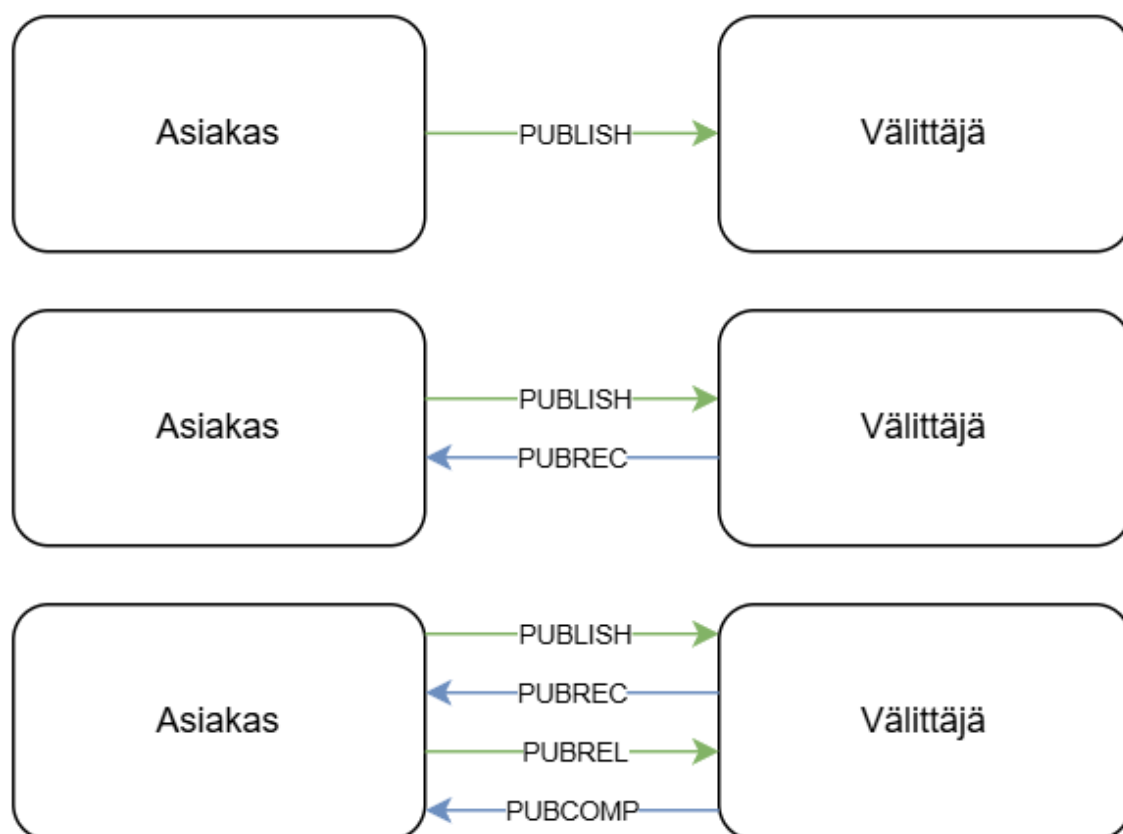 Asiakas
PUBLISH
Välittäjä
Asiakas
PUBLISH
PUBREC
Välittäjä
Asiakas
PUBLISH
PUBREC
PUBREL
PUBCOMP
Välittäjä